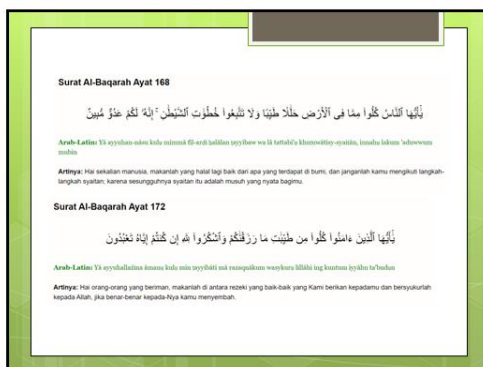 Surat Al-Baqarah Ayat 168
يَٰٓأَيُّهَا ٱلنَّاسُ كُلُوا۟ مِمَّا فِى ٱلْأَرْضِ حَلَٰلًا طَيِّبًا وَلَا تَتَّبِعُوا۟ خُطُوَٰتِ ٱلشَّيْطَٰنِ ۚ إِنَّهُۥ لَكُمْ عَدُوٌّ مُّبِينٌ
Arab-Latin: Yā ayyuhan-nāsu kulụ mimmā fil-arḍi ḥalālan ṭayyibaw wa lā tattabi'ụ khuṭuwātisy-syaiṭān, innahụ lakum 'aduwwum
mubīn
Artinya: Hai sekalian manusia, makanlah yang halal lagi baik dari apa yang terdapat di bumi, dan janganlah kamu mengikuti langkah-
langkah syaitan; karena sesungguhnya syaitan itu adalah musuh yang nyata bagimu.
Surat Al-Baqarah Ayat 172
يَٰٓأَيُّهَا ٱلَّذِينَ ءَامَنُوا۟ كُلُوا۟ مِن طَيِّبَٰتِ مَا رَزَقْنَٰكُمْ وَٱشْكُرُوا۟ لِلَّهِ إِن كُنتُمْ إِيَّاهُ تَعْبُدُونَ
Arab-Latin: Yā ayyuhallażīna āmanụ kulụ min ṭayyibāti mā razaqnākum wasykurụ lillāhi ing kuntum iyyāhu ta'budụn
Artinya: Hai orang-orang yang beriman, makanlah di antara rezeki yang baik-baik yang Kami berikan kepadamu dan bersyukurlah
kepada Allah, jika benar-benar kepada-Nya kamu menyembah.